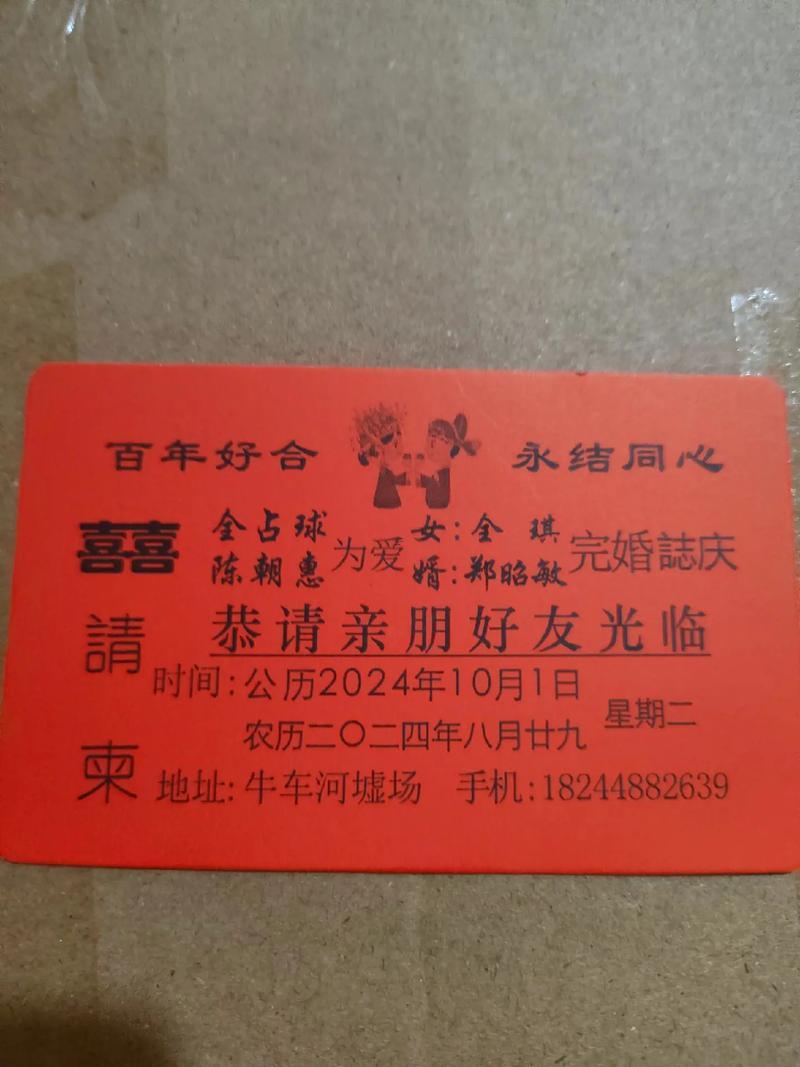 百年好合 永结同心
囍 全占球 为爱 女:全 琪 完婚誌庆
陈朝惠 婿:郑昭敏
請 恭请亲朋好友光临
时间:公历2024年10月1日 星期二
农历二〇二四年八月廿九
柬 地址:牛车河墟场 手机:18244882639